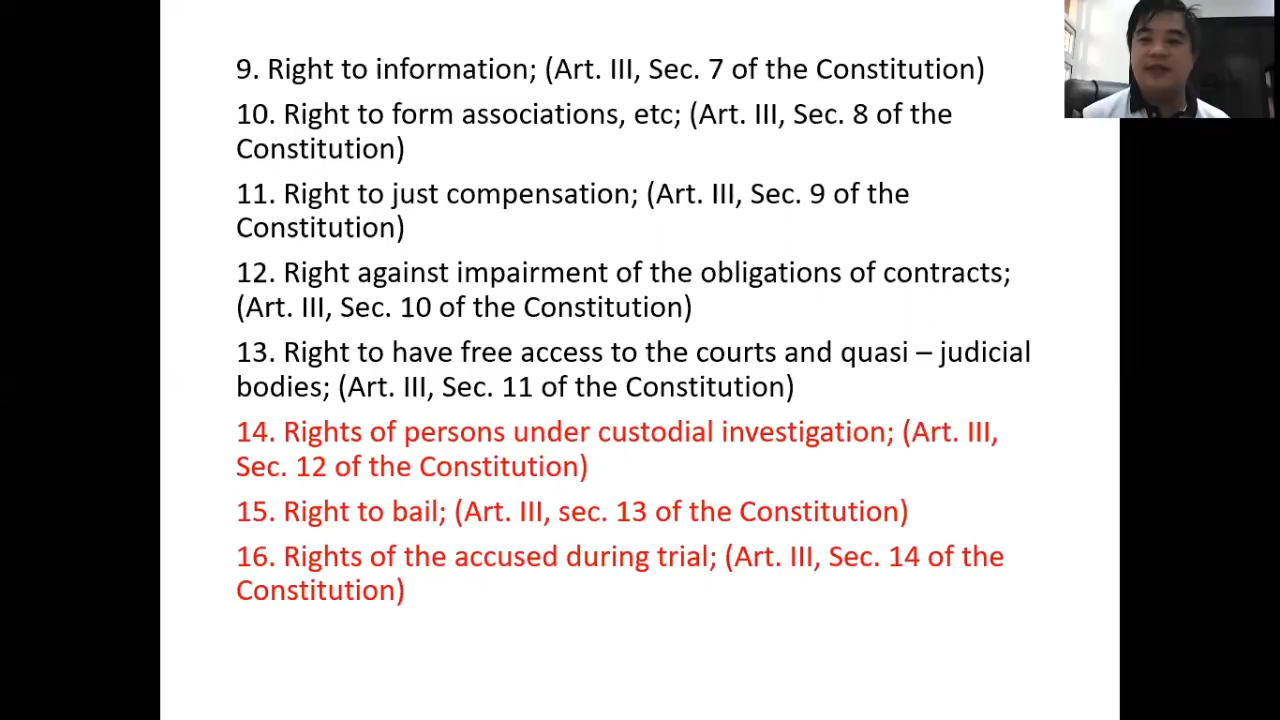 9. Right to information; (Art. III, Sec. 7 of the Constitution)
10. Right to form associations, etc; (Art. III, Sec. 8 of the
Constitution)
11. Right to just compensation; (Art. III, Sec. 9 of the
Constitution)
12. Right against impairment of the obligations of contracts;
(Art. III, Sec. 10 of the Constitution)
13. Right to have free access to the courts and quasi – judicial
bodies; (Art. III, Sec. 11 of the Constitution)
14. Rights of persons under custodial investigation; (Art. III,
Sec. 12 of the Constitution)
15. Right to bail; (Art. III, sec. 13 of the Constitution)
16. Rights of the accused during trial; (Art. III, Sec. 14 of the
Constitution)